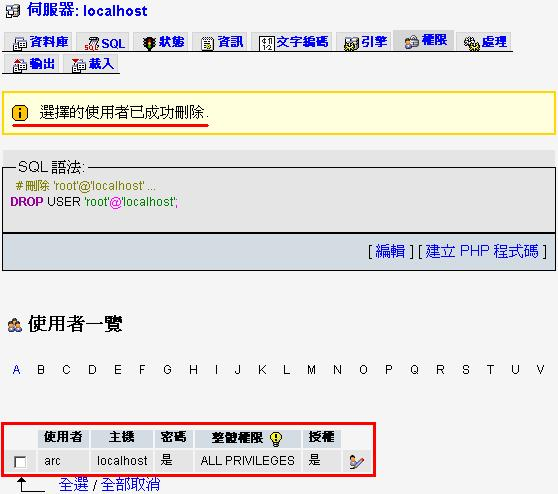 伺服器: localhost
資料庫 SQL 狀態 資訊 文字編碼 引擎 權限 處理
輸出 載入
選擇的使用者已成功刪除.
SQL 語法:
# 刪除 'root'@'localhost' ...
DROP USER 'root'@'localhost';
[ 編輯 ] [ 建立 PHP 程式碼 ]
使用者一覽
A B C D E F G H I J K L M N O P Q R S T U V
使用者 主機 密碼 整體權限 授權
arc localhost 是 ALL PRIVILEGES 是
全選 / 全部取消